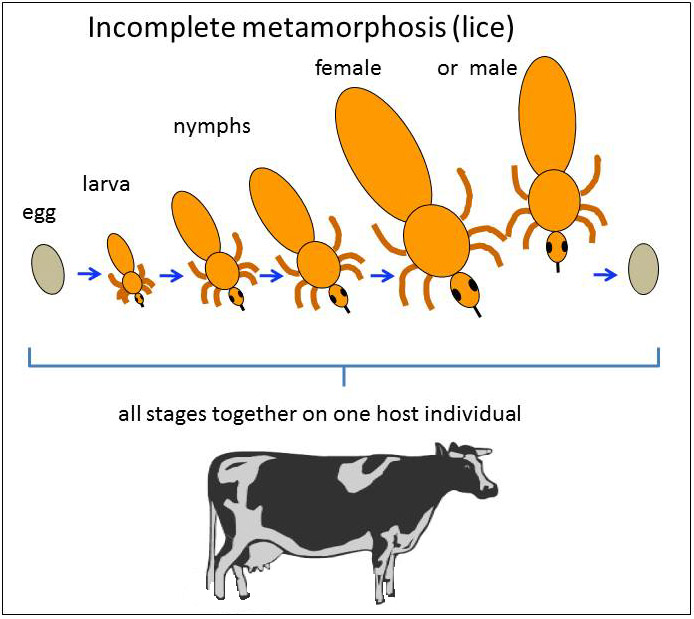 Incomplete metamorphosis (lice)
female or male
nymphs
larva
egg
all stages together on one host individual